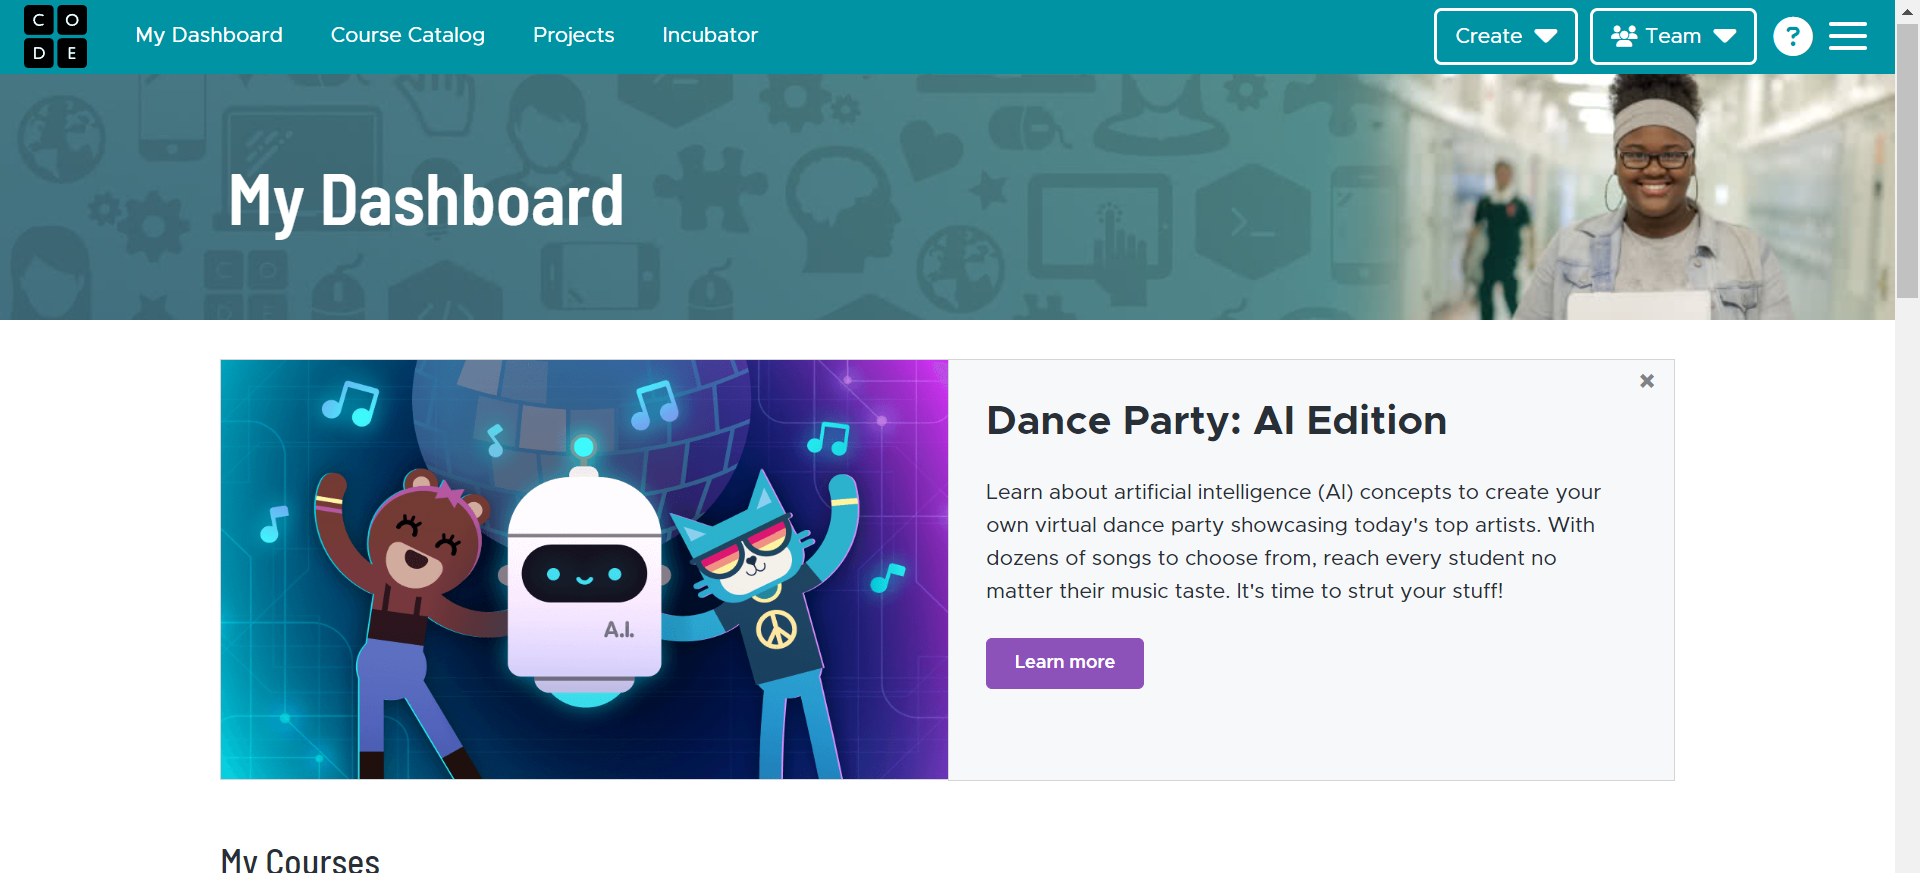 CODE
My Dashboard
Course Catalog
Projects
Incubator
Create
Team
?
My Dashboard
Dance Party: AI Edition
Learn about artificial intelligence (AI) concepts to create your
own virtual dance party showcasing today's top artists. With
dozens of songs to choose from, reach every student no
matter their music taste. It's time to strut your stuff!
Learn more
A.I.
My Courses